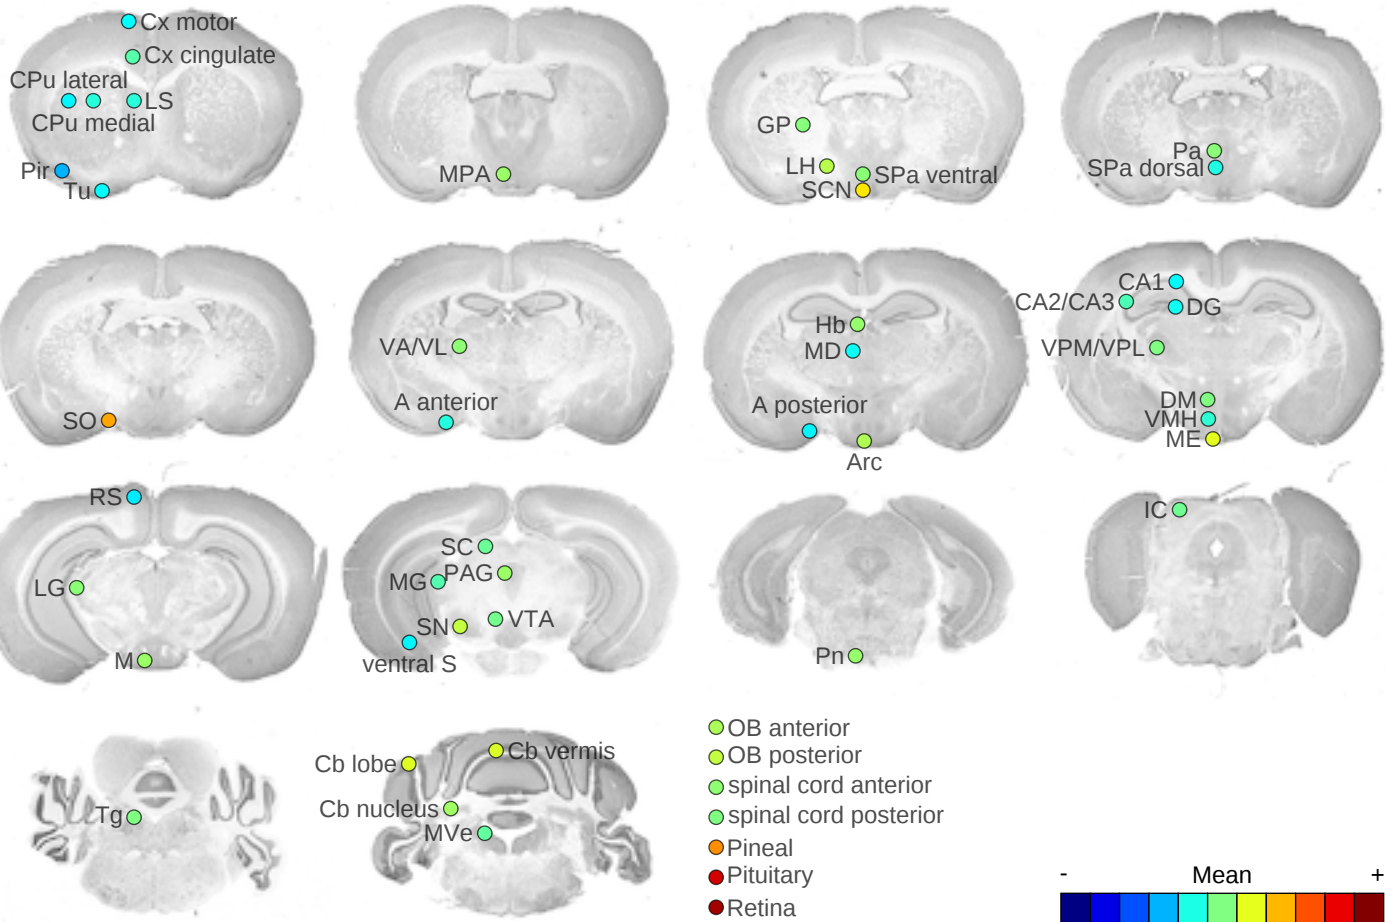 Cx motor
Cx cingulate
CPu lateral
LS
CPu medial
Pir
Tu
MPA
GP
LH
SPa ventral
SCN
Pa
SPa dorsal
SO
VA/VL
A anterior
Hb
MD
A posterior
Arc
CA1
CA2/CA3
DG
VPM/VPL
DM
VMH
ME
RS
LG
M
SC
MG
PAG
SN
VTA
ventral S
Pn
IC
Tg
Cb lobe
Cb vermis
Cb nucleus
MVe
OB anterior
OB posterior
spinal cord anterior
spinal cord posterior
Pineal
Pituitary
Retina
- Mean +